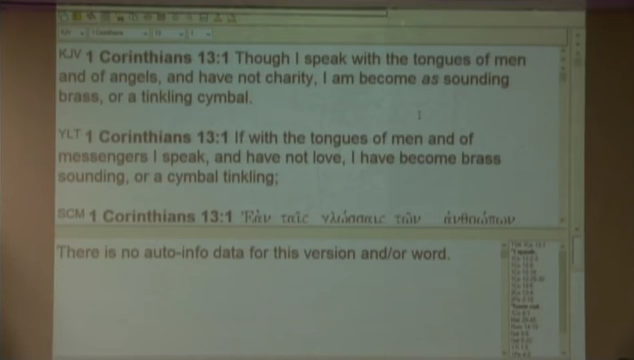 KJV 1 Corinthians 13:1 Though I speak with the tongues of men
and of angels, and have not charity, I am become as sounding
brass, or a tinkling cymbal.
YLT 1 Corinthians 13:1 If with the tongues of men and of
messengers I speak, and have not love, I have become brass
sounding, or a cymbal tinkling;
SCM 1 Corinthians 13:1 Ἐὰν ταῖς γλώσσαις τῶν ἀνθρώπων
There is no auto-info data for this version and/or word.